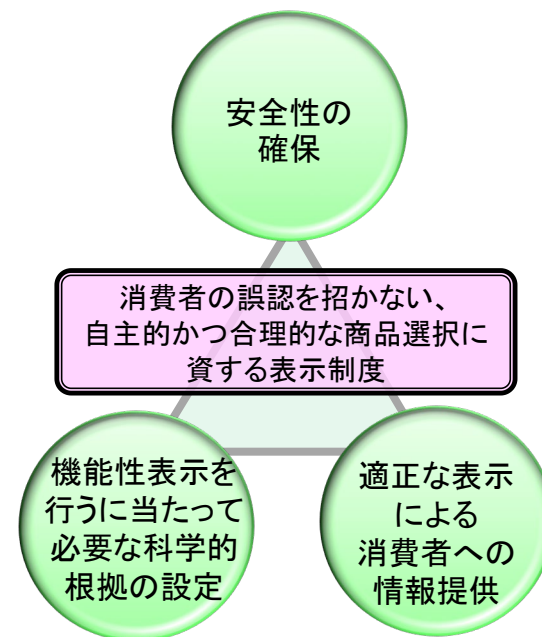 安全性の
確保
消費者の誤認を招かない、
自主的かつ合理的な商品選択に
資する表示制度
機能性表示を
行うに当たって
必要な科学的
根拠の設定
適正な表示
による
消費者への
情報提供